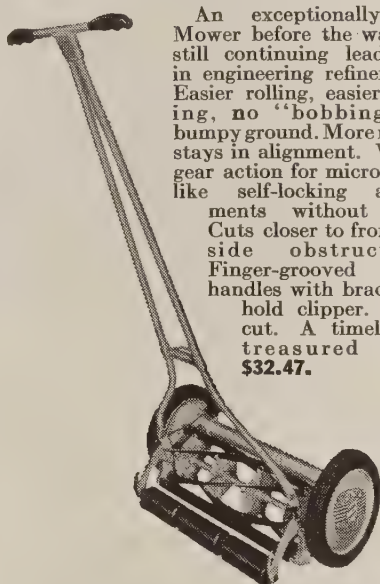 An exceptionally
Mower before the wa
still continuing lead
in engineering refine
Easier rolling, easier
ing, no "bobbing
bumpy ground. More r
stays in alignment. V
gear action for micro
like self-locking a
ments without
Cuts closer to fron
side obstruct
Finger-grooved
handles with brac
hold clipper.
cut. A timel
treasured
$32.47.